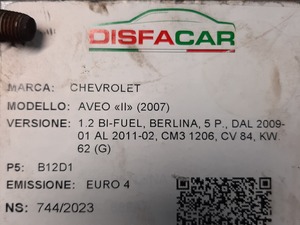 DISFACAR
MARCA: CHEVROLET
MODELLO: AVEO «II» (2007)
VERSIONE: 1.2 BI-FUEL, BERLINA, 5 P., DAL 2009-
01 AL 2011-02, CM3 1206, CV 84, KW
62 (G)
P5: B12D1
EMISSIONE: EURO 4
NS: 744/2023